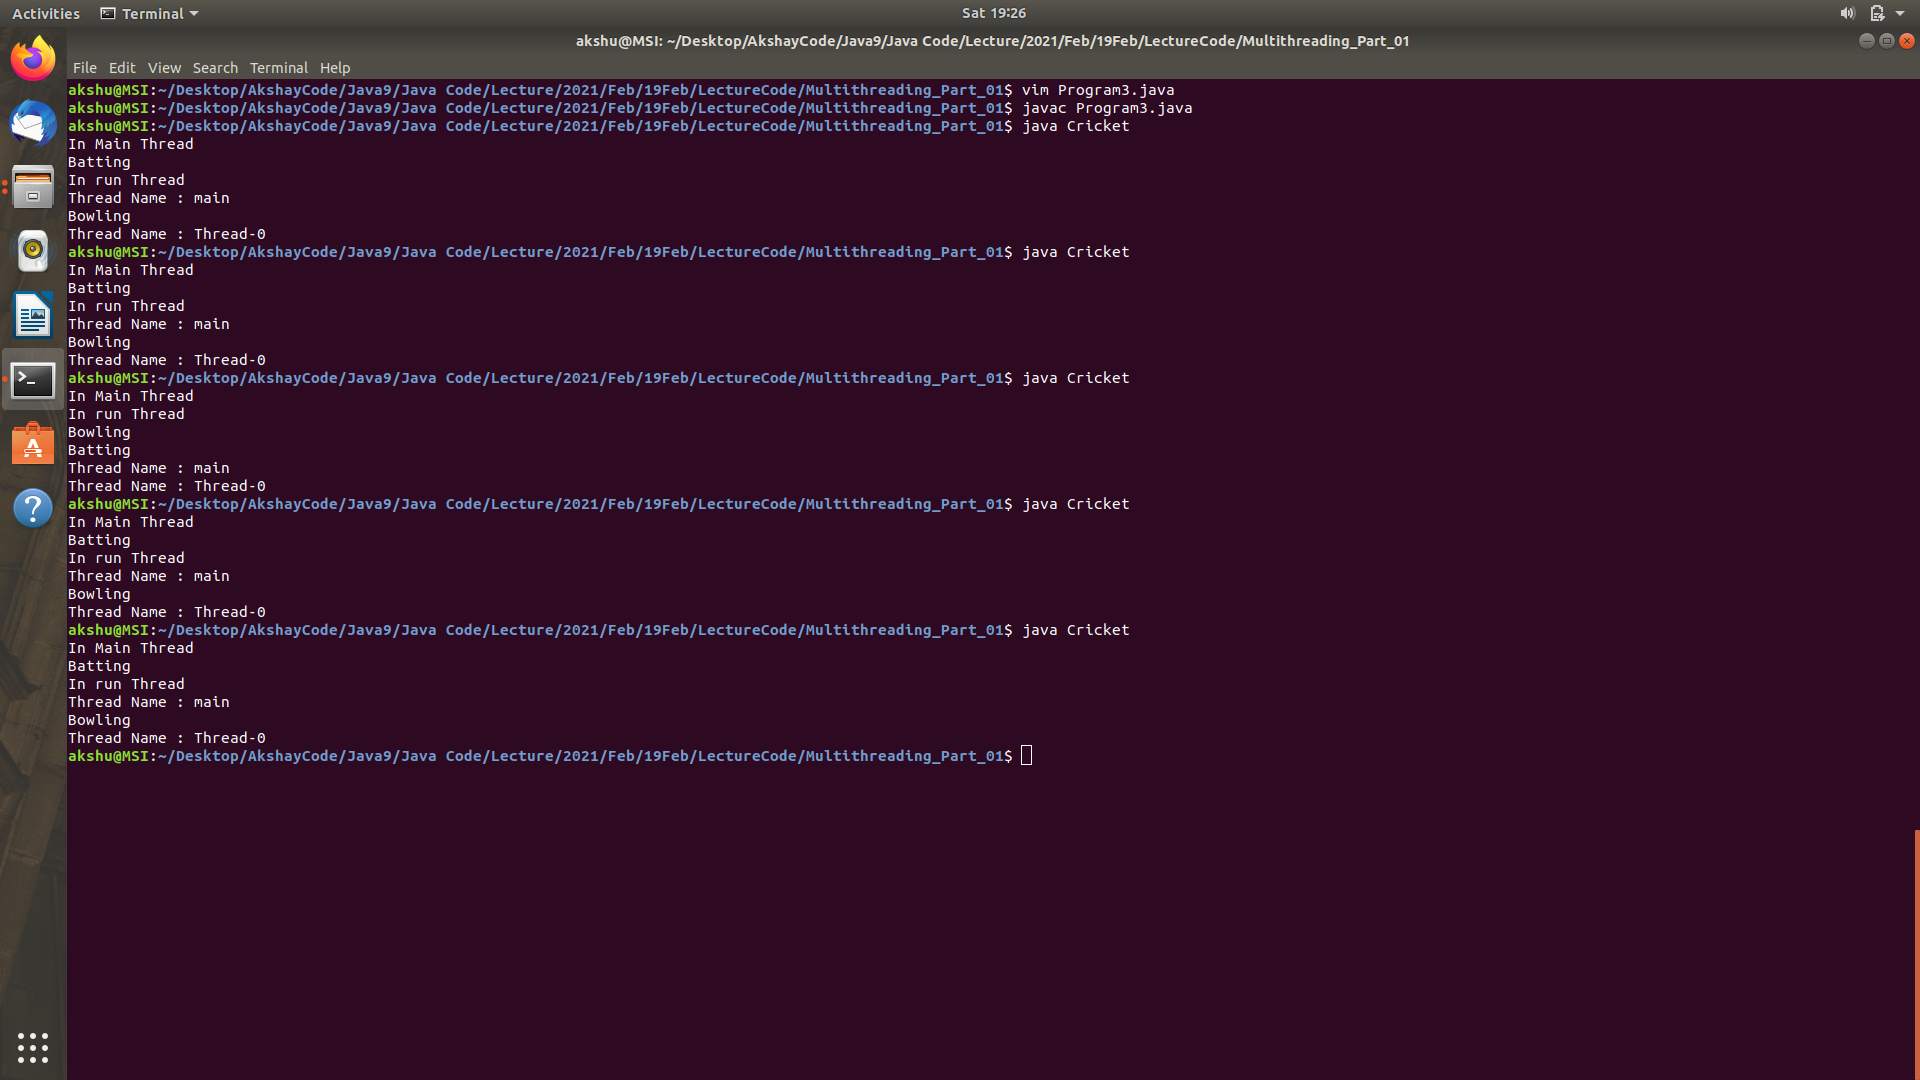 Activities Terminal Sat 19:26
akshu@MSI: ~/Desktop/AkshayCode/Java9/Java Code/Lecture/2021/Feb/19Feb/LectureCode/Multithreading_Part_01
File Edit View Search Terminal Help
akshu@MSI:~/Desktop/AkshayCode/Java9/Java Code/Lecture/2021/Feb/19Feb/LectureCode/Multithreading_Part_01$ vim Program3.java
akshu@MSI:~/Desktop/AkshayCode/Java9/Java Code/Lecture/2021/Feb/19Feb/LectureCode/Multithreading_Part_01$ javac Program3.java
akshu@MSI:~/Desktop/AkshayCode/Java9/Java Code/Lecture/2021/Feb/19Feb/LectureCode/Multithreading_Part_01$ java Cricket
In Main Thread
Batting
In run Thread
Thread Name : main
Bowling
Thread Name : Thread-0
akshu@MSI:~/Desktop/AkshayCode/Java9/Java Code/Lecture/2021/Feb/19Feb/LectureCode/Multithreading_Part_01$ java Cricket
In Main Thread
Batting
In run Thread
Thread Name : main
Bowling
Thread Name : Thread-0
akshu@MSI:~/Desktop/AkshayCode/Java9/Java Code/Lecture/2021/Feb/19Feb/LectureCode/Multithreading_Part_01$ java Cricket
In Main Thread
In run Thread
Bowling
Batting
Thread Name : main
Thread Name : Thread-0
akshu@MSI:~/Desktop/AkshayCode/Java9/Java Code/Lecture/2021/Feb/19Feb/LectureCode/Multithreading_Part_01$ java Cricket
In Main Thread
Batting
In run Thread
Thread Name : main
Bowling
Thread Name : Thread-0
akshu@MSI:~/Desktop/AkshayCode/Java9/Java Code/Lecture/2021/Feb/19Feb/LectureCode/Multithreading_Part_01$ java Cricket
In Main Thread
Batting
In run Thread
Thread Name : main
Bowling
Thread Name : Thread-0
akshu@MSI:~/Desktop/AkshayCode/Java9/Java Code/Lecture/2021/Feb/19Feb/LectureCode/Multithreading_Part_01$